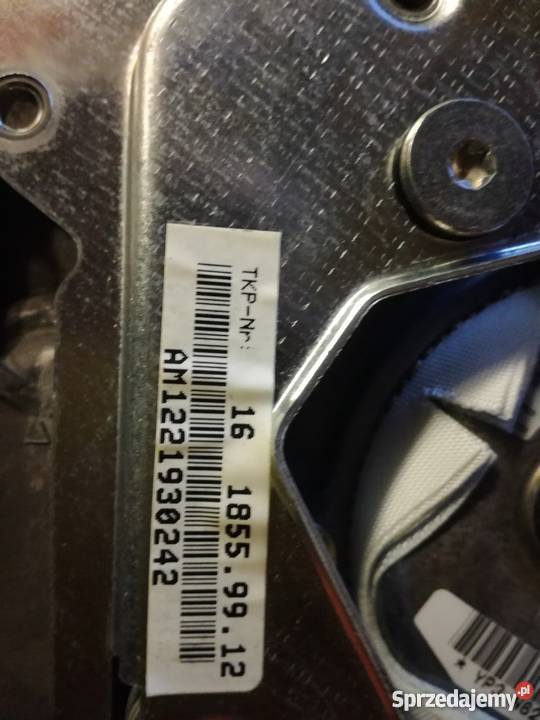 TKP-Nr:
16 1855.99.12
AM1221930242
Sprzedajemy.pl